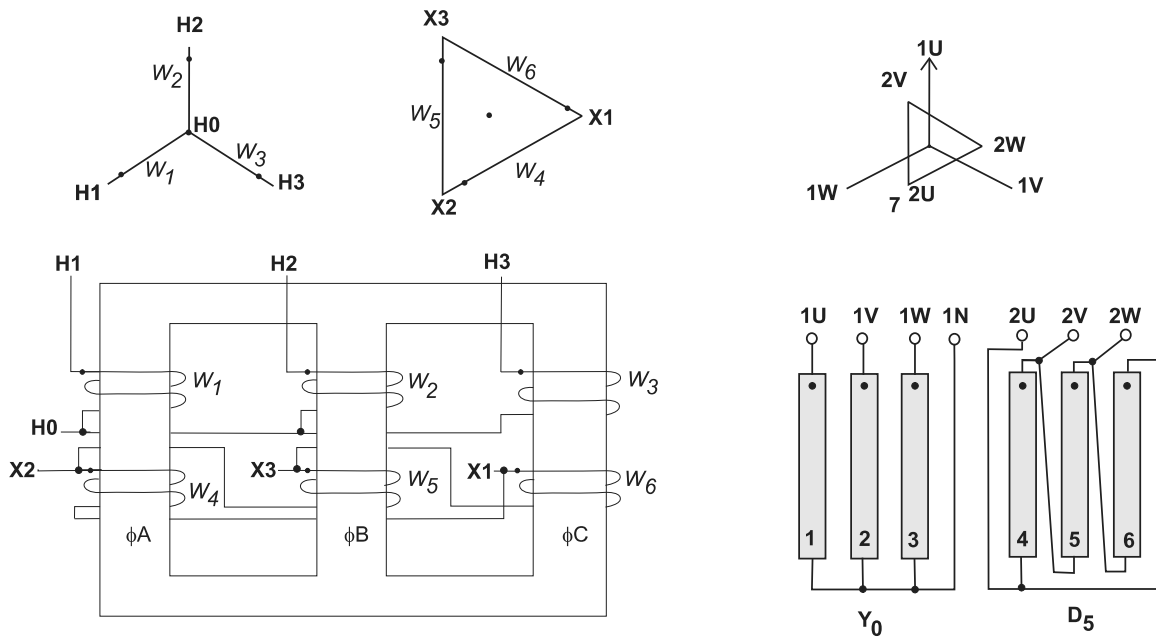 H2
W2
H0
W1
W3
H1
H3
X3
W6
W5
X1
W4
X2
1U
2V
2W
1W
2U
1V
7
H1
H2
H3
W1
W2
W3
H0
X2
X3
X1
W4
W5
W6
ϕA
ϕB
ϕC
1U 1V 1W 1N 2U 2V 2W
1 2 3 4 5 6
Y0 D5